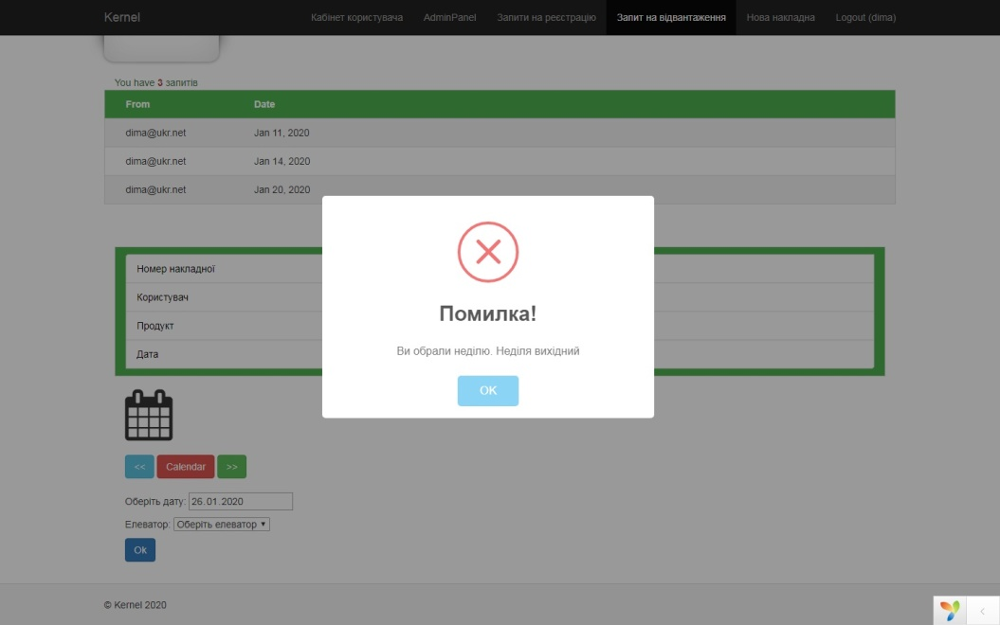 Kernel Кабінет користувача AdminPanel Запити на реєстрацію Запит на відвантаження Нова накладна Logout (dima)
You have 3 запитів
From Date
dima@ukr.net Jan 11, 2020
dima@ukr.net Jan 14, 2020
dima@ukr.net Jan 20, 2020
Номер накладної
Користувач
Продукт
Дата
Помилка!
Ви обрали неділю. Неділя вихідний
OK
<< Calendar >>
Оберіть дату: 26.01.2020
Елеватор: Оберіть елеватор
Ok
© Kernel 2020